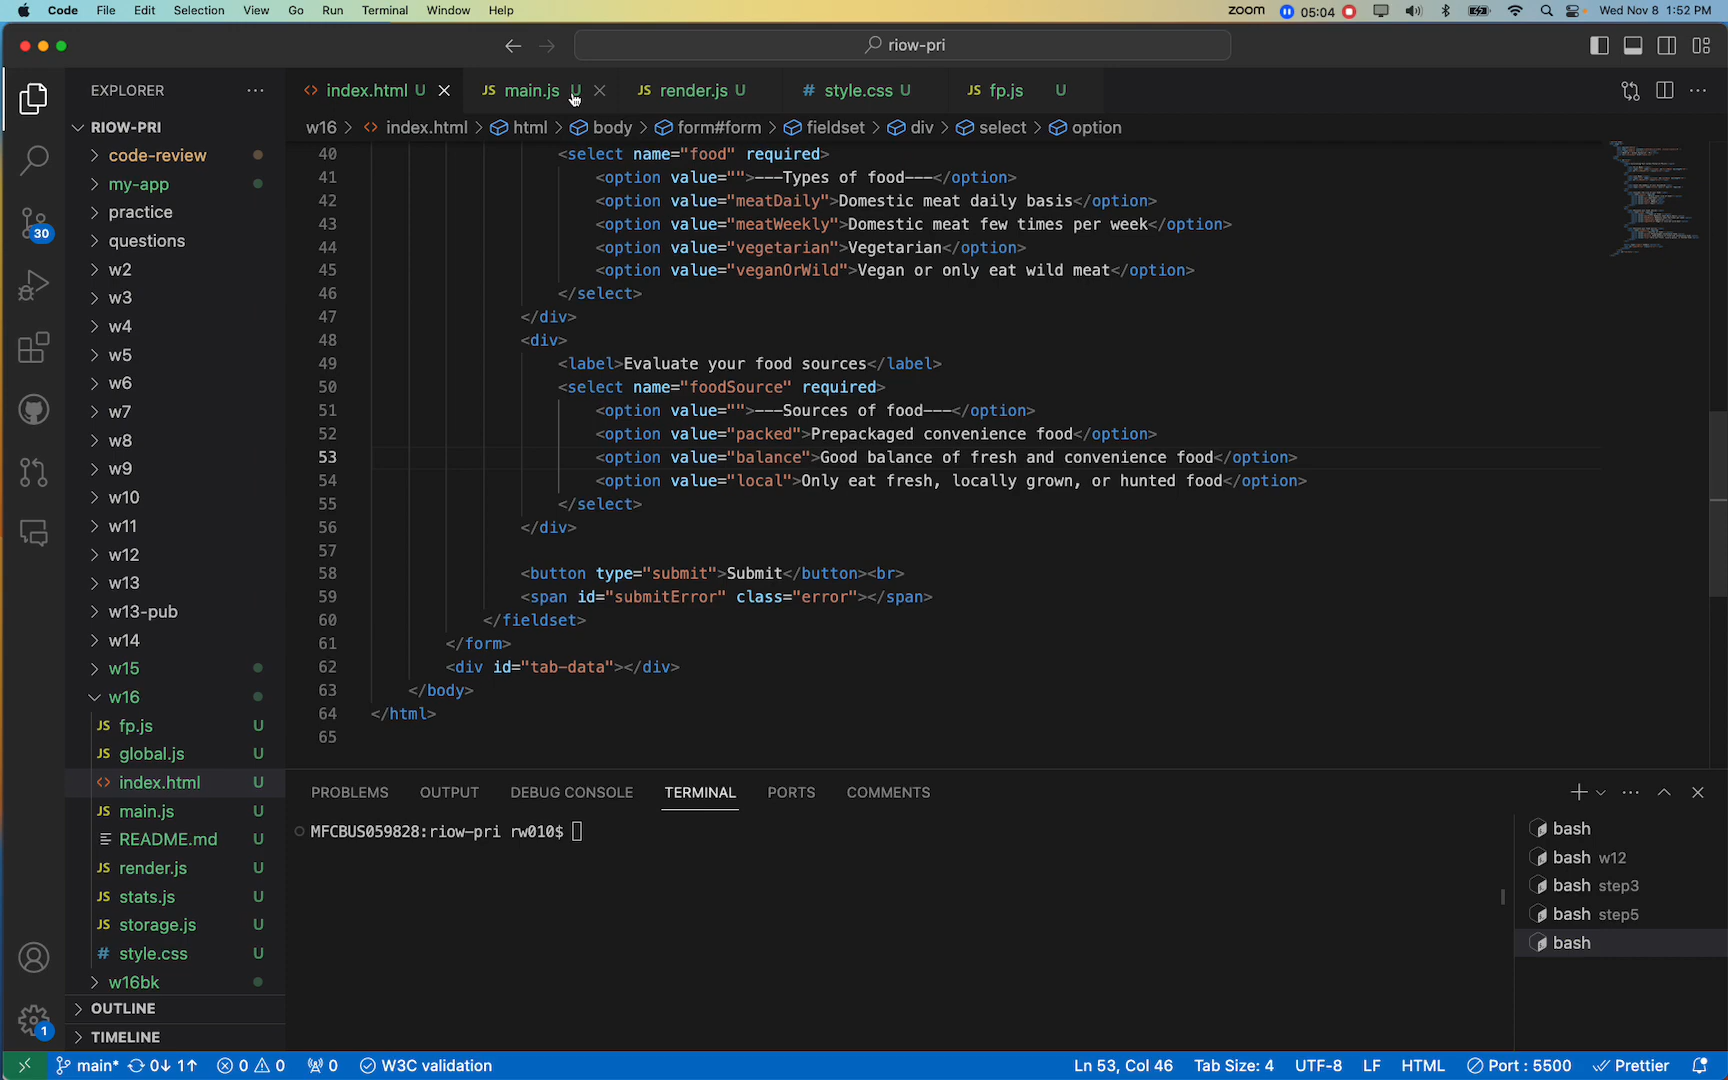 Code File Edit Selection View Go Run Terminal Window Help zoom 05:04 Wed Nov 8 1:52 PM
riow-pri
EXPLORER
index.html U
main.js U
render.js U
# style.css U
fp.js U
w16 > index.html > html > body > form#form > fieldset > div > select > option
RIOW-PRI
code-review
my-app
practice
questions
w2
w3
w4
w5
w6
w7
w8
w9
w10
w11
w12
w13
w13-pub
w14
w15
w16
JS fp.js U
JS global.js U
<> index.html U
JS main.js U
README.md U
JS render.js U
JS stats.js U
JS storage.js U
# style.css U
w16bk
OUTLINE
TIMELINE
30
1
40 <select name="food" required>
41 <option value="">---Types of food---</option>
42 <option value="meatDaily">Domestic meat daily basis</option>
43 <option value="meatWeekly">Domestic meat few times per week</option>
44 <option value="vegetarian">Vegetarian</option>
45 <option value="veganOrWild">Vegan or only eat wild meat</option>
46 </select>
47 </div>
48 <div>
49 <label>Evaluate your food sources</label>
50 <select name="foodSource" required>
51 <option value="">---Sources of food---</option>
52 <option value="packed">Prepackaged convenience food</option>
53 <option value="balance">Good balance of fresh and convenience food</option>
54 <option value="local">Only eat fresh, locally grown, or hunted food</option>
55 </select>
56 </div>
57
58 <button type="submit">Submit</button><br>
59 <span id="submitError" class="error"></span>
60 </fieldset>
61 </form>
62 <div id="tab-data"></div>
63 </body>
64 </html>
65
PROBLEMS OUTPUT DEBUG CONSOLE TERMINAL PORTS COMMENTS
MFCBUS059828:riow-pri rw010$
bash
bash w12
bash step3
bash step5
bash
main* 0↓ 1↑ 0 0 0 W3C validation Ln 53, Col 46 Tab Size: 4 UTF-8 LF HTML Port : 5500 Prettier